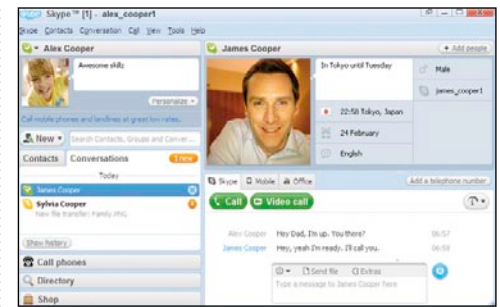 Skype™ [1] - alex_cooper1
Skype Contacts Conversation Call View Tools Help
Alex Cooper
Awesome skillz
Personalize
Call mobile phones and landlines at great low rates.
New
Search Contacts, Groups and Conver...
Contacts
Conversations
1 new
Today
James Cooper
Sylvia Cooper
New file transfer: Family.JPG
Show history
Call phones
Directory
Shop
James Cooper
Add people
In Tokyo until Tuesday
Male
james_cooper1
22:58 Tokyo, Japan
24 February
English
Skype
Mobile
Office
Add a telephone number
Call
Video call
Alex Cooper Hey Dad, I'm up. You there? 06:57
James Cooper Hey, yeah I'm ready. I'll call you. 06:58
Send file
Extras
Type a message to James Cooper here